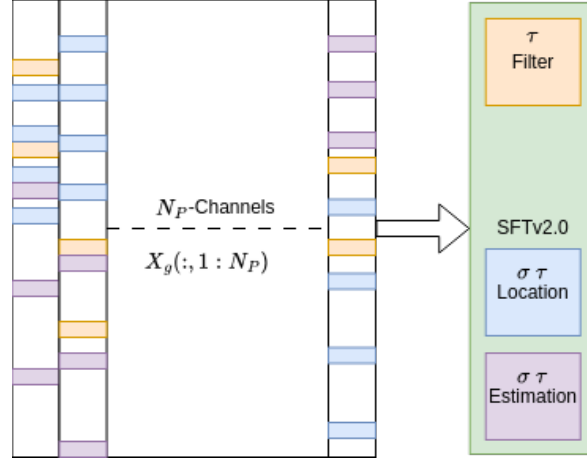 τ
Filter
N_P-Channels
X_g(:, 1 : N_P)
SFTv2.0
σ τ
Location
σ τ
Estimation